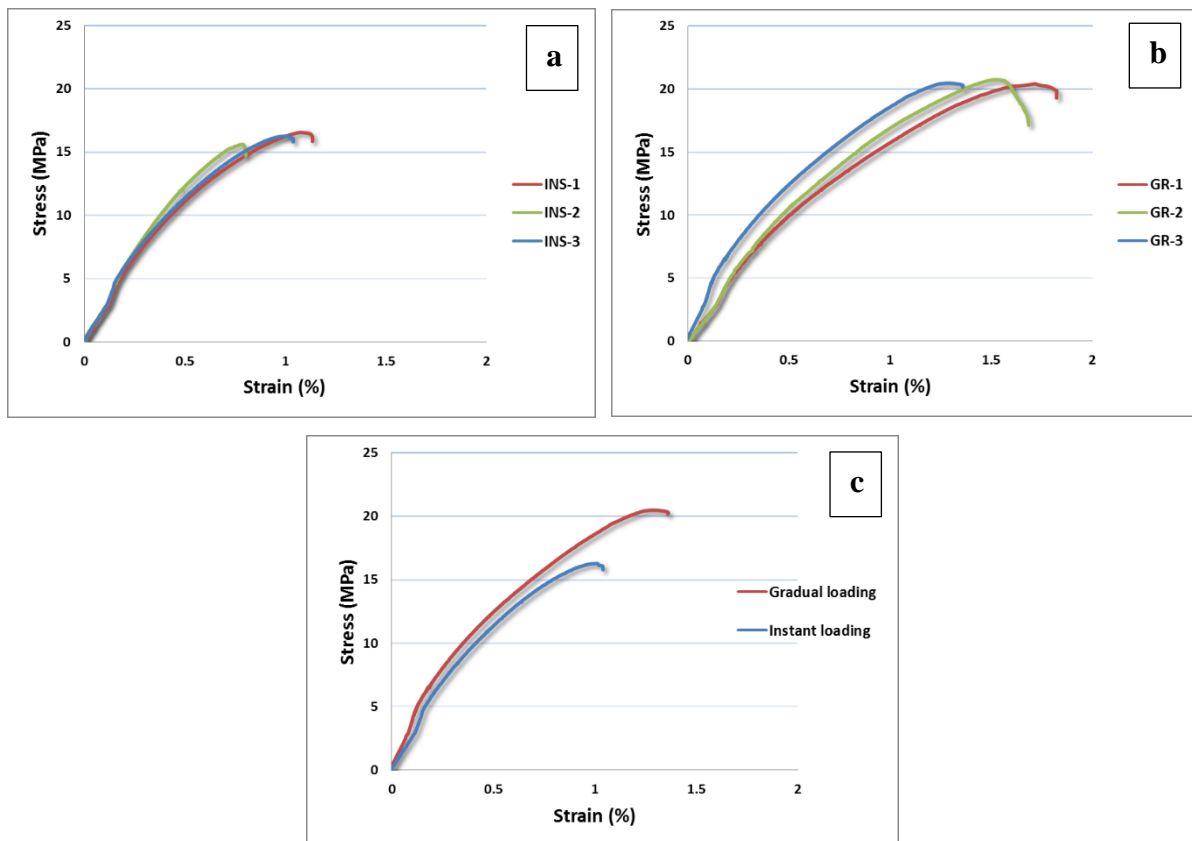 a
25
20
15
10
5
0
Stress (MPa)
0 0.5 1 1.5 2
Strain (%)
INS-1
INS-2
INS-3
b
25
20
15
10
5
0
Stress (MPa)
0 0.5 1 1.5 2
Strain (%)
GR-1
GR-2
GR-3
c
25
20
15
10
5
0
Stress (MPa)
0 0.5 1 1.5 2
Strain (%)
Gradual loading
Instant loading